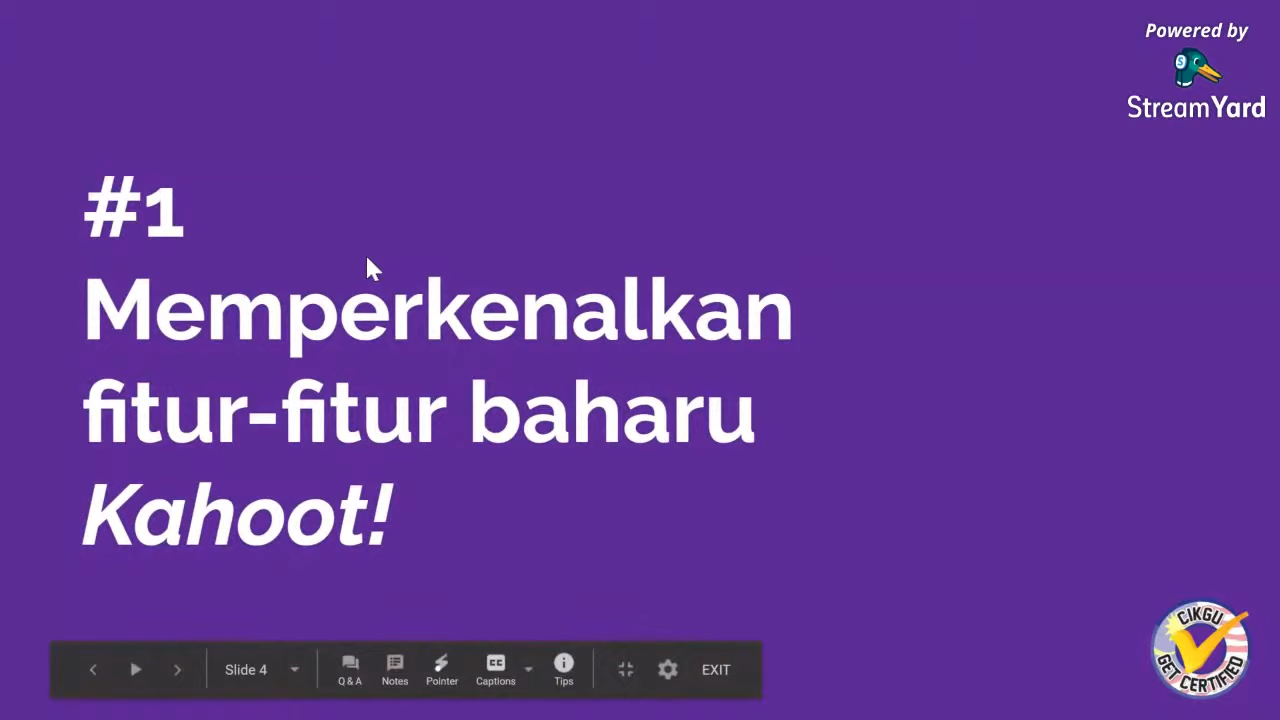 Powered by
StreamYard
#1
Memperkenalkan
fitur-fitur baharu
Kahoot!
Slide 4
Q & A
Notes
Pointer
CC
Captions
Tips
EXIT
CIKGU
GET CERTIFIED